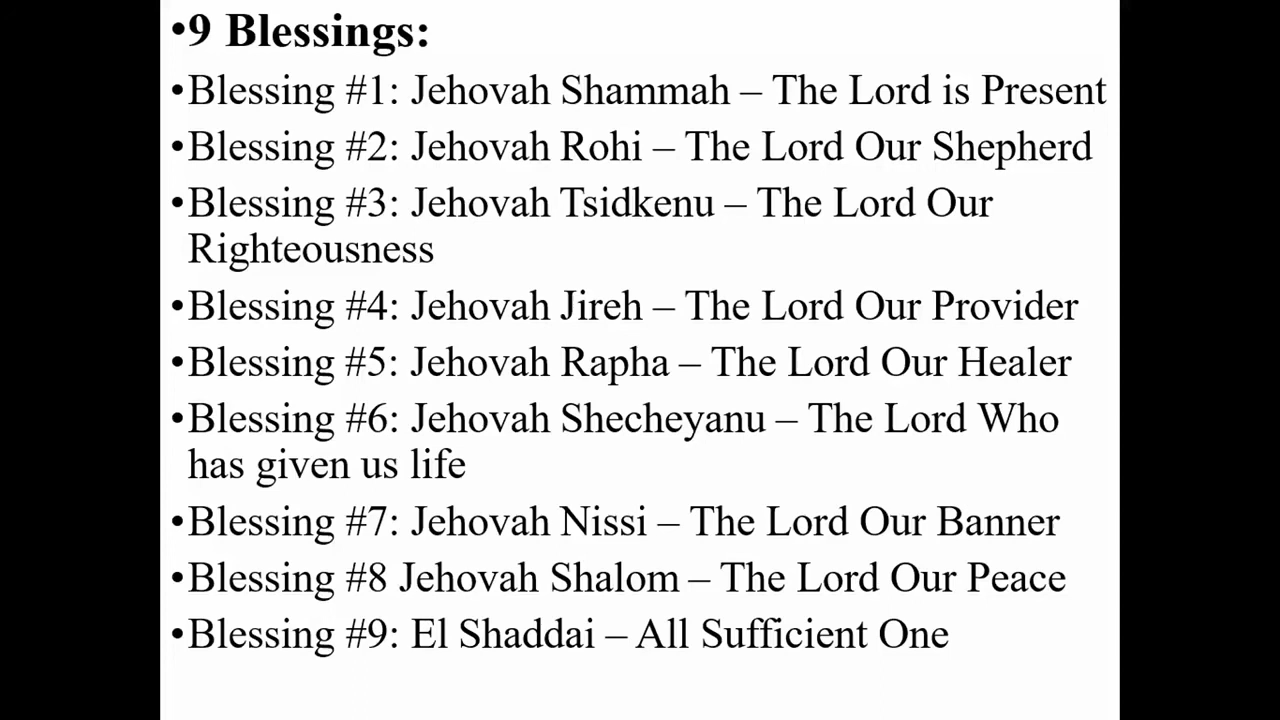 •9 Blessings:
•Blessing #1: Jehovah Shammah – The Lord is Present
•Blessing #2: Jehovah Rohi – The Lord Our Shepherd
•Blessing #3: Jehovah Tsidkenu – The Lord Our
Righteousness
•Blessing #4: Jehovah Jireh – The Lord Our Provider
•Blessing #5: Jehovah Rapha – The Lord Our Healer
•Blessing #6: Jehovah Shecheyanu – The Lord Who
has given us life
•Blessing #7: Jehovah Nissi – The Lord Our Banner
•Blessing #8 Jehovah Shalom – The Lord Our Peace
•Blessing #9: El Shaddai – All Sufficient One